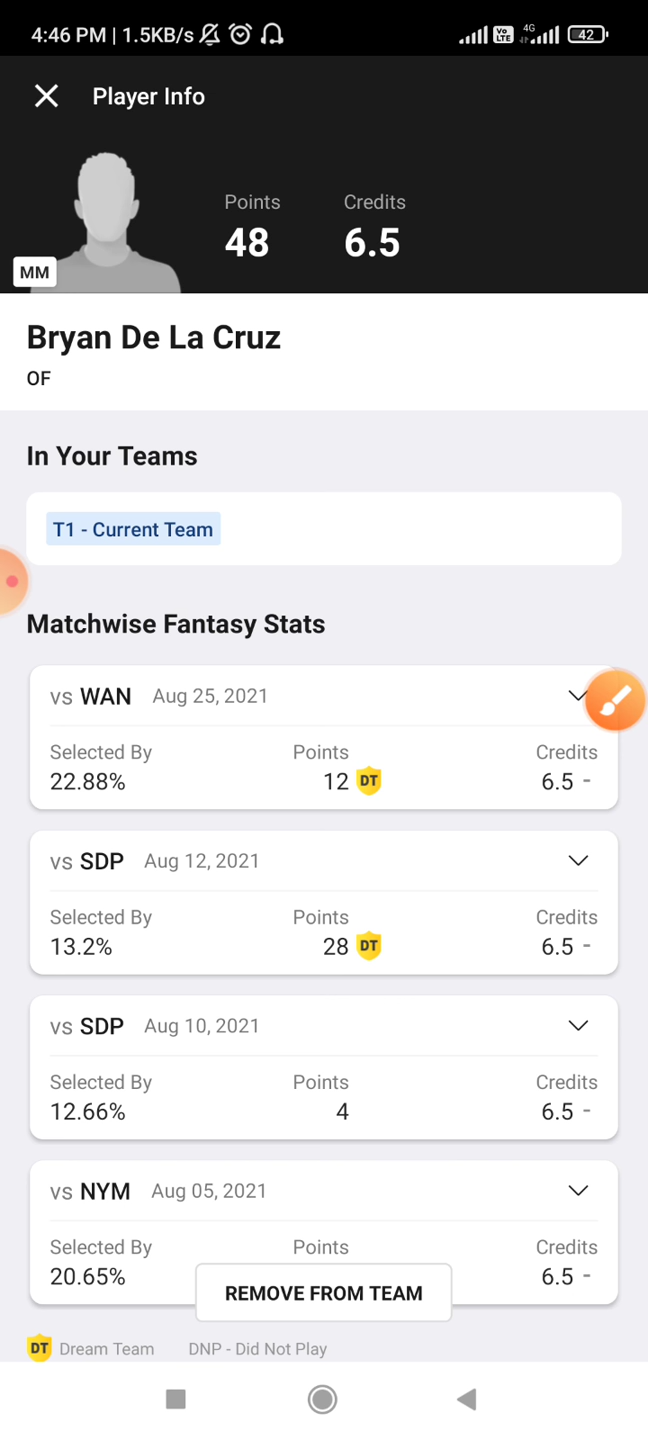 4:46 PM | 1.5KB/s Vo LTE 4G 42
Player Info
Points Credits
48 6.5
MM
Bryan De La Cruz
OF
In Your Teams
T1 - Current Team
Matchwise Fantasy Stats
vs WAN Aug 25, 2021
Selected By Points Credits
22.88% 12 DT 6.5 -
vs SDP Aug 12, 2021
Selected By Points Credits
13.2% 28 DT 6.5 -
vs SDP Aug 10, 2021
Selected By Points Credits
12.66% 4 6.5 -
vs NYM Aug 05, 2021
Selected By Points Credits
20.65% 6.5 -
REMOVE FROM TEAM
DT Dream Team DNP - Did Not Play